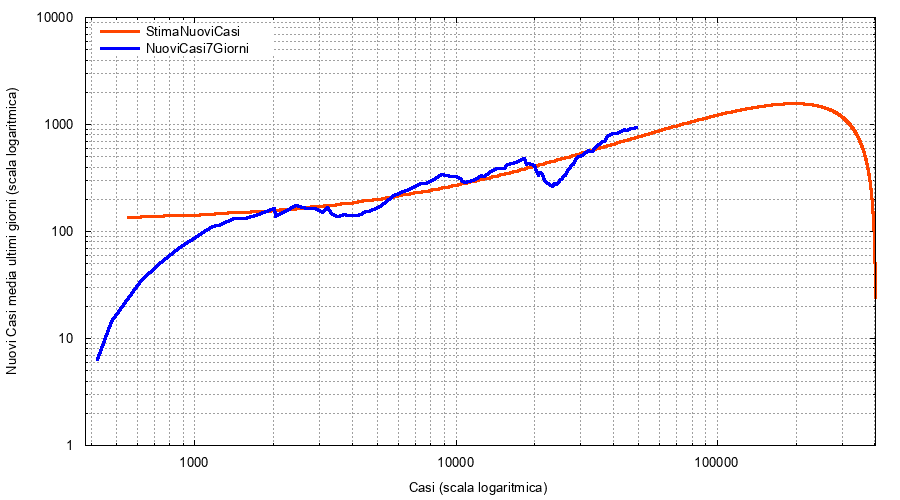 10000
StimaNuoviCasi
NuoviCasi7Giorni
1000
100
10
1
Nuovi Casi media ultimi giorni (scala logaritmica)
1000
10000
100000
Casi (scala logaritmica)